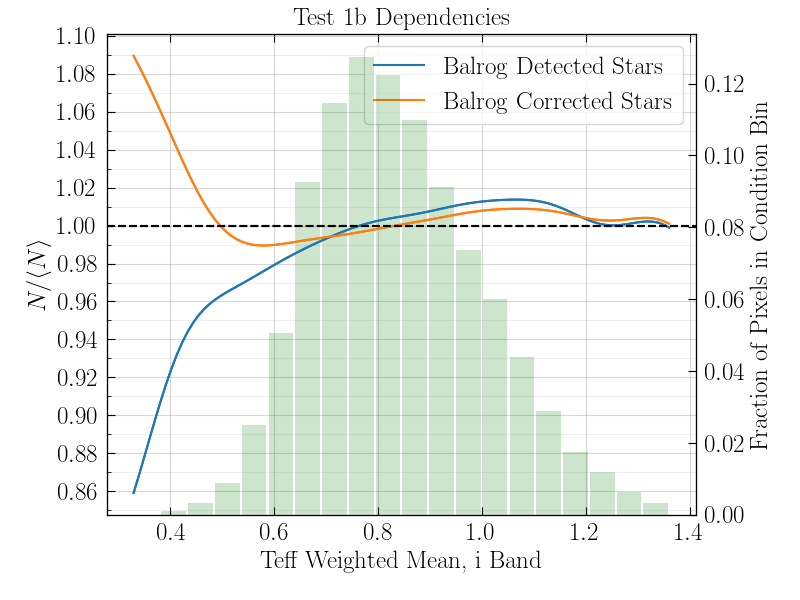 Test 1b Dependencies
Balrog Detected Stars
Balrog Corrected Stars
1.10
1.08
1.06
1.04
1.02
1.00
0.98
0.96
0.94
0.92
0.90
0.88
0.86
N/⟨N⟩
0.12
0.10
0.08
0.06
0.04
0.02
0.00
Fraction of Pixels in Condition Bin
0.4 0.6 0.8 1.0 1.2 1.4
Teff Weighted Mean, i Band